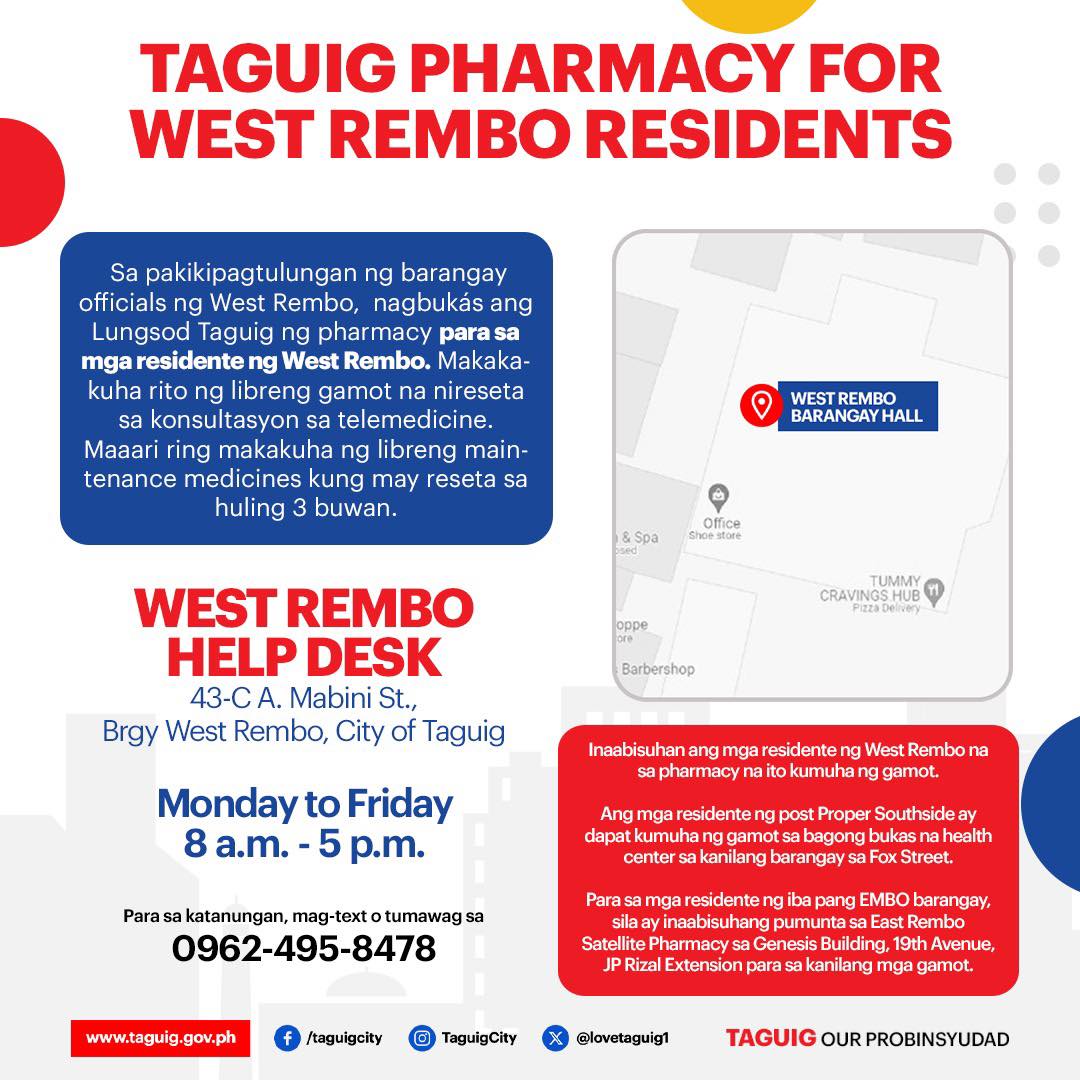 TAGUIG PHARMACY FOR
WEST REMBO RESIDENTS
Sa pakikipagtulungan ng barangay
officials ng West Rembo, nagbukás ang
Lungsod Taguig ng pharmacy para sa
mga residente ng West Rembo. Makaka-
kuha rito ng libreng gamot na nireseta
sa konsultasyon sa telemedicine.
Maaari ring makakuha ng libreng main-
tenance medicines kung may reseta sa
huling 3 buwan.
WEST REMBO
HELP DESK
43-C A. Mabini St.,
Brgy West Rembo, City of Taguig
Monday to Friday
8 a.m. - 5 p.m.
Para sa katanungan, mag-text o tumawag sa
0962-495-8478
WEST REMBO
BARANGAY HALL
Office
Shoe store
& Spa
TUMMY
CRAVINGS HUB
Pizza Delivery
Barbershop
Inaabisuhan ang mga residente ng West Rembo na
sa pharmacy na ito kumuha ng gamot.
Ang mga residente ng post Proper Southside ay
dapat kumuha ng gamot sa bagong bukas na health
center sa kanilang barangay sa Fox Street.
Para sa mga residente ng iba pang EMBO barangay,
sila ay inaabisuhang pumunta sa East Rembo
Satellite Pharmacy sa Genesis Building, 19th Avenue,
JP Rizal Extension para sa kanilang mga gamot.
www.taguig.gov.ph
/taguigcity
TaguigCity
@lovetaguig1
TAGUIG OUR PROBINSYUDAD